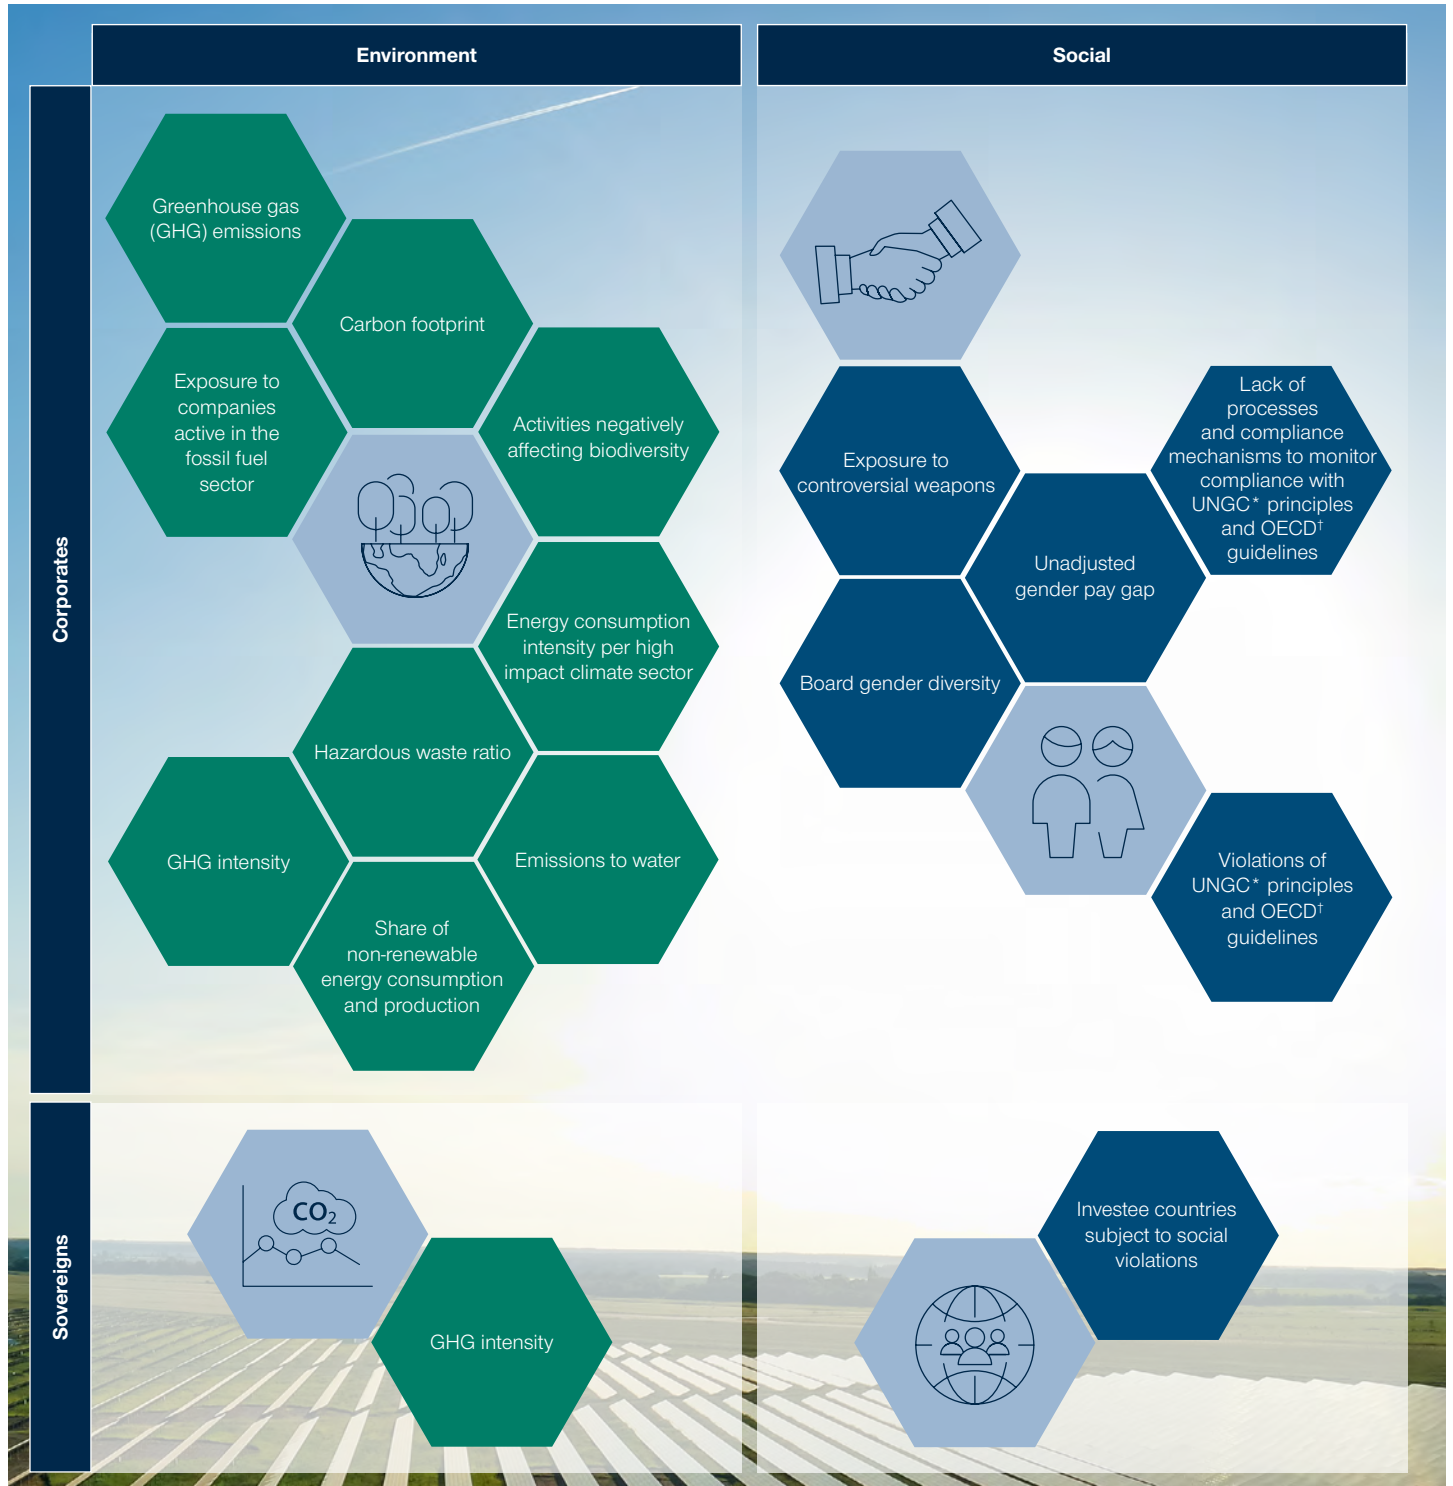 Environment
Social
Corporates
Greenhouse gas
(GHG) emissions
Carbon footprint
Exposure to
companies
active in the
fossil fuel
sector
Activities negatively
affecting biodiversity
Energy consumption
intensity per high
impact climate sector
Hazardous waste ratio
GHG intensity
Emissions to water
Share of
non-renewable
energy consumption
and production
Exposure to
controversial weapons
Lack of
processes
and compliance
mechanisms to monitor
compliance with
UNGC* principles
and OECD†
guidelines
Unadjusted
gender pay gap
Board gender diversity
Violations of
UNGC* principles
and OECD†
guidelines
Sovereigns
CO₂
GHG intensity
Investee countries
subject to social
violations